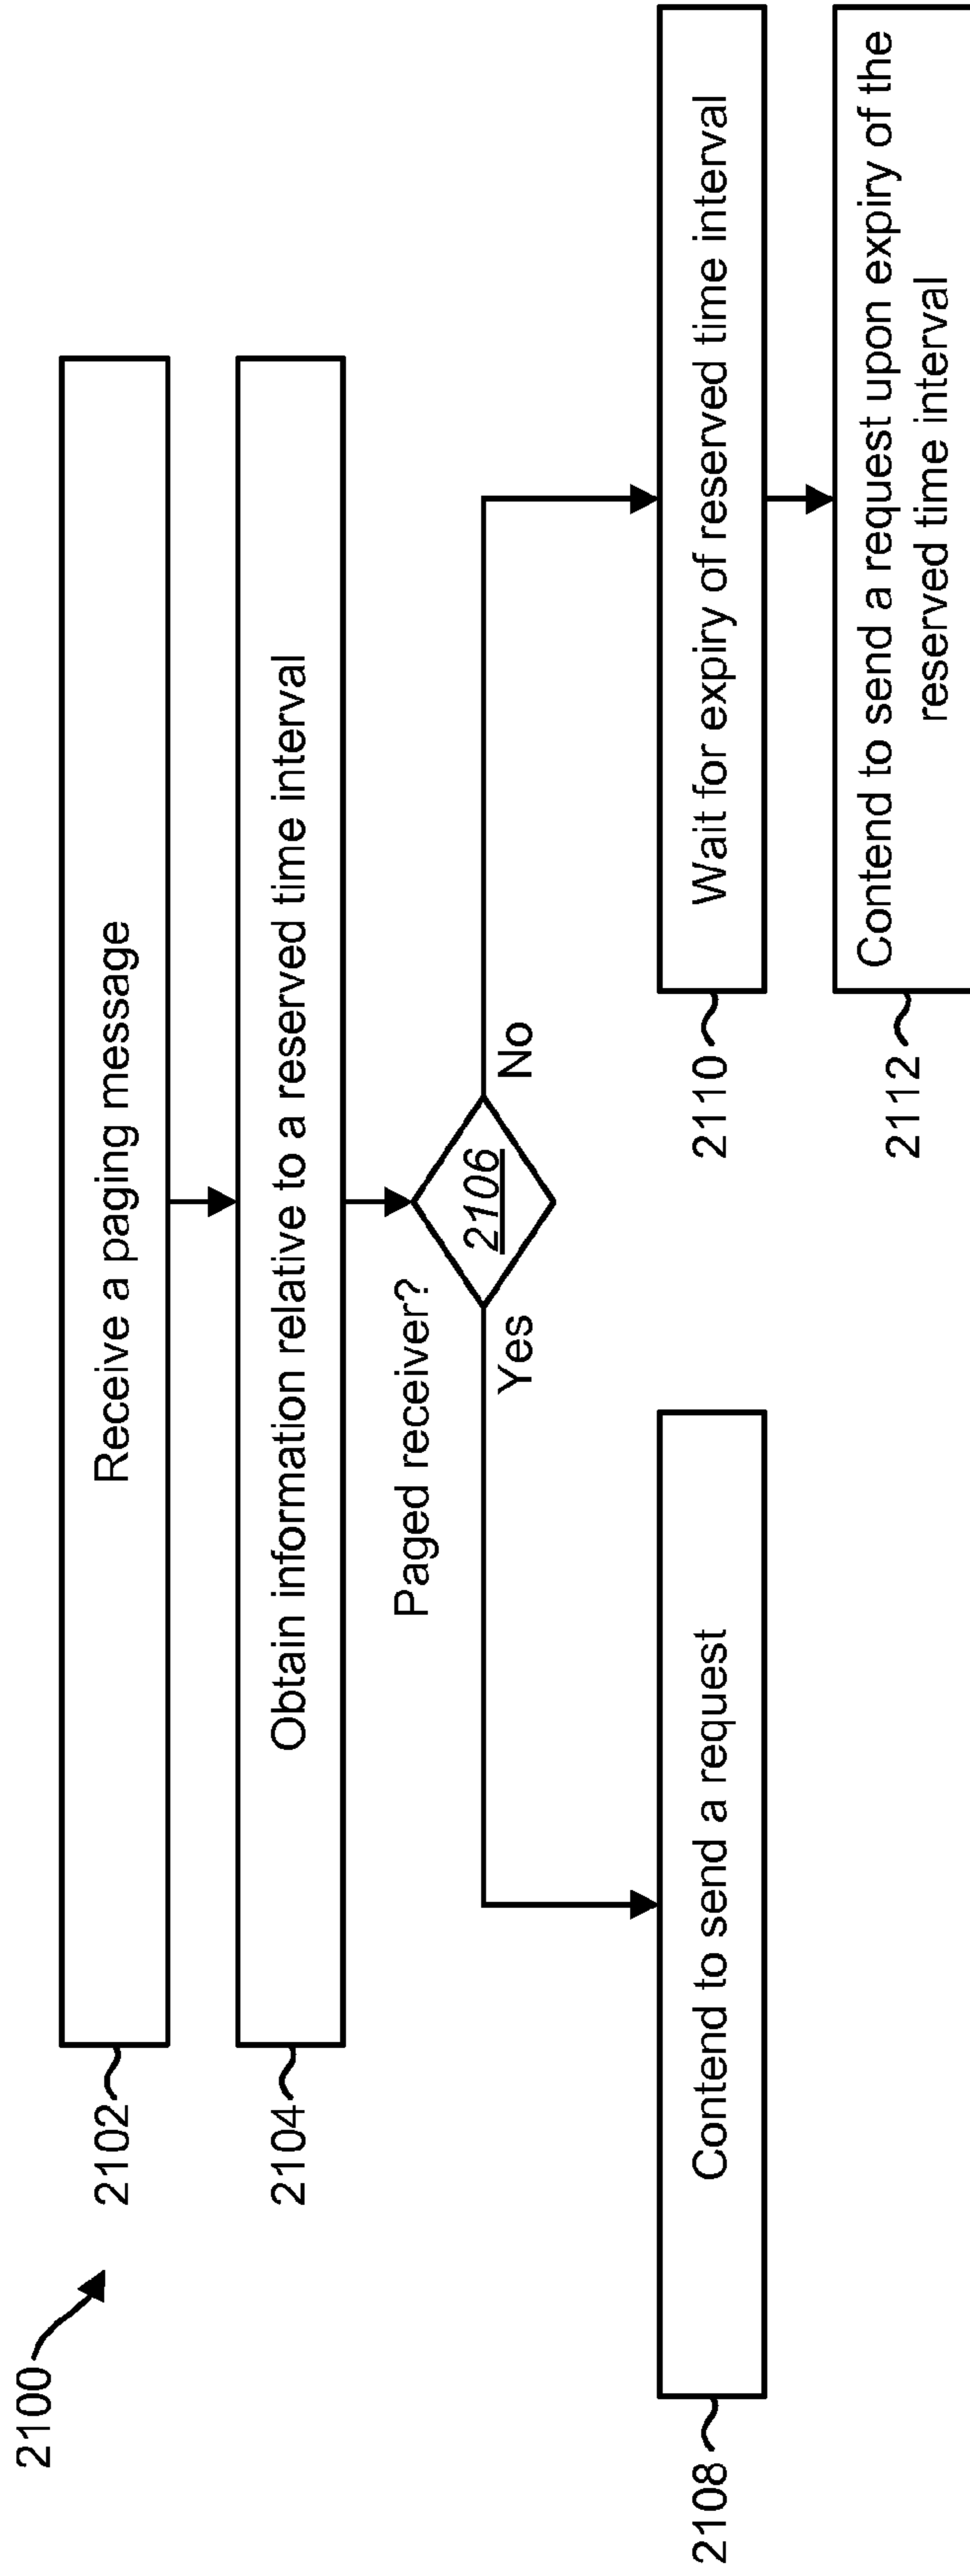 2100
2102
Receive a paging message
2104
Obtain information relative to a reserved time interval
Paged receiver?
2106
Yes
No
2108
Contend to send a request
2110
Wait for expiry of reserved time interval
2112
Contend to send a request upon expiry of the
reserved time interval